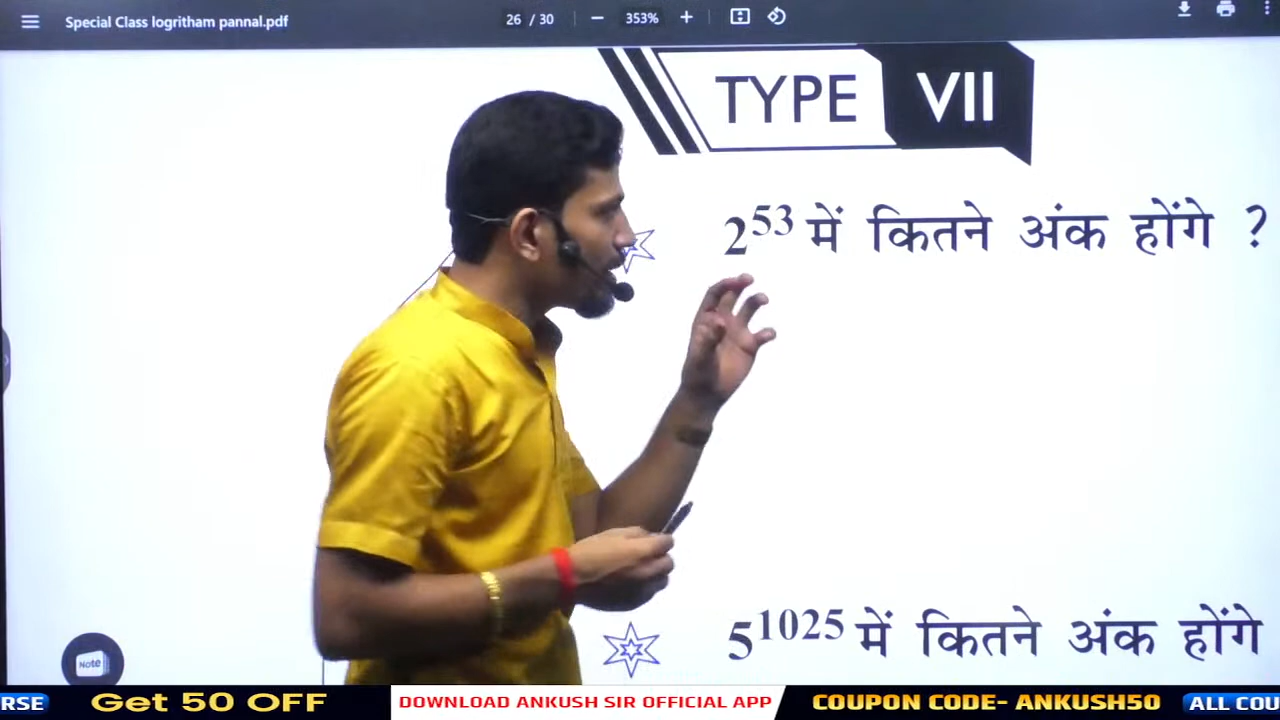 Special Class logritham pannal.pdf
26 / 30
353%
TYPE VII
2^53 में कितने अंक होंगे ?
5^1025 में कितने अंक होंगे
Note
RSE Get 50 OFF DOWNLOAD ANKUSH SIR OFFICIAL APP COUPON CODE- ANKUSH50 ALL COU